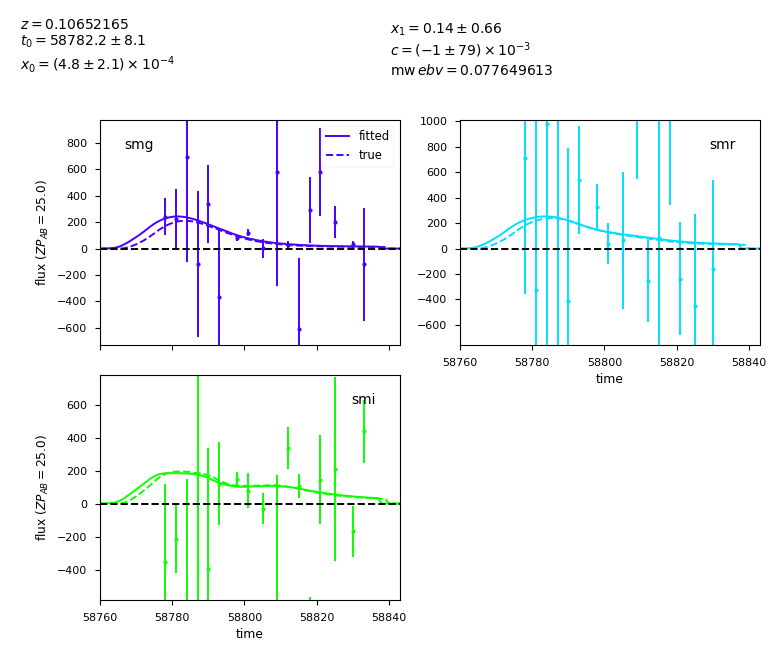 z = 0.10652165
t₀ = 58782.2 ± 8.1
x₀ = (4.8 ± 2.1) × 10⁻⁴
x₁ = 0.14 ± 0.66
c = (−1 ± 79) × 10⁻³
mw ebv = 0.077649613
smg
fitted
true
800
600
400
200
0
−200
−400
−600
flux (ZP_AB = 25.0)
smr
1000
800
600
400
200
0
−200
−400
−600
58760 58780 58800 58820 58840
time
smi
600
400
200
0
−200
−400
flux (ZP_AB = 25.0)
58760 58780 58800 58820 58840
time